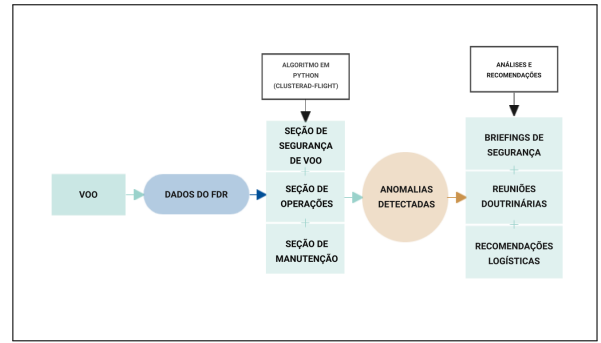 ALGORITMO EM
PYTHON
(CLUSTERAD-FLIGHT)
ANÁLISES E
RECOMENDAÇÕES
VOO
DADOS DO FDR
SEÇÃO DE
SEGURANÇA
DE VOO
SEÇÃO DE
OPERAÇÕES
SEÇÃO DE
MANUTENÇÃO
ANOMALIAS
DETECTADAS
BRIEFINGS DE
SEGURANÇA
REUNIÕES
DOUTRINÁRIAS
RECOMENDAÇÕES
LOGÍSTICAS